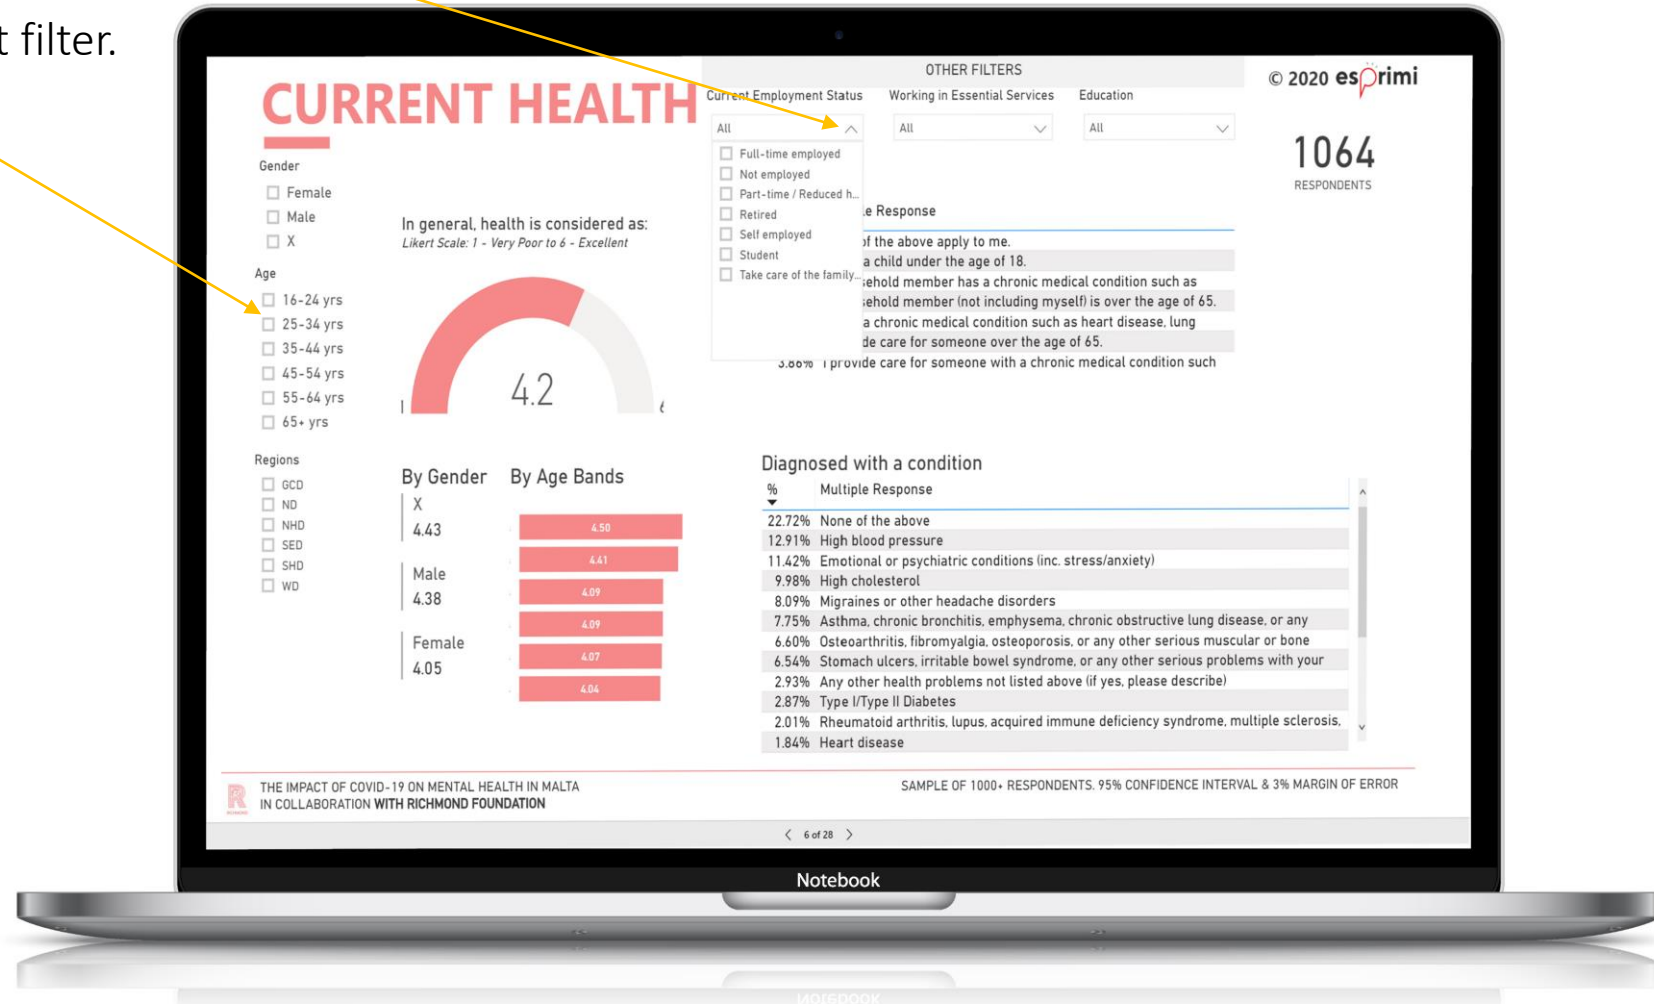 t filter.
CURRENT HEALTH
OTHER FILTERS
Current Employment Status
Working in Essential Services
Education
© 2020 esprimi
All
All
All
Full-time employed
Not employed
Part-time / Reduced h...
Retired
Self employed
Student
Take care of the family...
1064
RESPONDENTS
Gender
Female
Male
X
Age
16-24 yrs
25-34 yrs
35-44 yrs
45-54 yrs
55-64 yrs
65+ yrs
Regions
GCD
ND
NHD
SED
SHD
WD
In general, health is considered as:
Likert Scale: 1 - Very Poor to 6 - Excellent
4.2
By Gender
X
4.43
Male
4.38
Female
4.05
By Age Bands
4.50
4.41
4.09
4.09
4.07
4.04
e Response
of the above apply to me.
a child under the age of 18.
sehold member has a chronic medical condition such as
sehold member (not including myself) is over the age of 65.
a chronic medical condition such as heart disease, lung
de care for someone over the age of 65.
3.86% I provide care for someone with a chronic medical condition such
Diagnosed with a condition
% Multiple Response
22.72% None of the above
12.91% High blood pressure
11.42% Emotional or psychiatric conditions (inc. stress/anxiety)
9.98% High cholesterol
8.09% Migraines or other headache disorders
7.75% Asthma, chronic bronchitis, emphysema, chronic obstructive lung disease, or any
6.60% Osteoarthritis, fibromyalgia, osteoporosis, or any other serious muscular or bone
6.54% Stomach ulcers, irritable bowel syndrome, or any other serious problems with your
2.93% Any other health problems not listed above (if yes, please describe)
2.87% Type I/Type II Diabetes
2.01% Rheumatoid arthritis, lupus, acquired immune deficiency syndrome, multiple sclerosis,
1.84% Heart disease
THE IMPACT OF COVID-19 ON MENTAL HEALTH IN MALTA
IN COLLABORATION WITH RICHMOND FOUNDATION
SAMPLE OF 1000+ RESPONDENTS. 95% CONFIDENCE INTERVAL & 3% MARGIN OF ERROR
6 of 28
Notebook